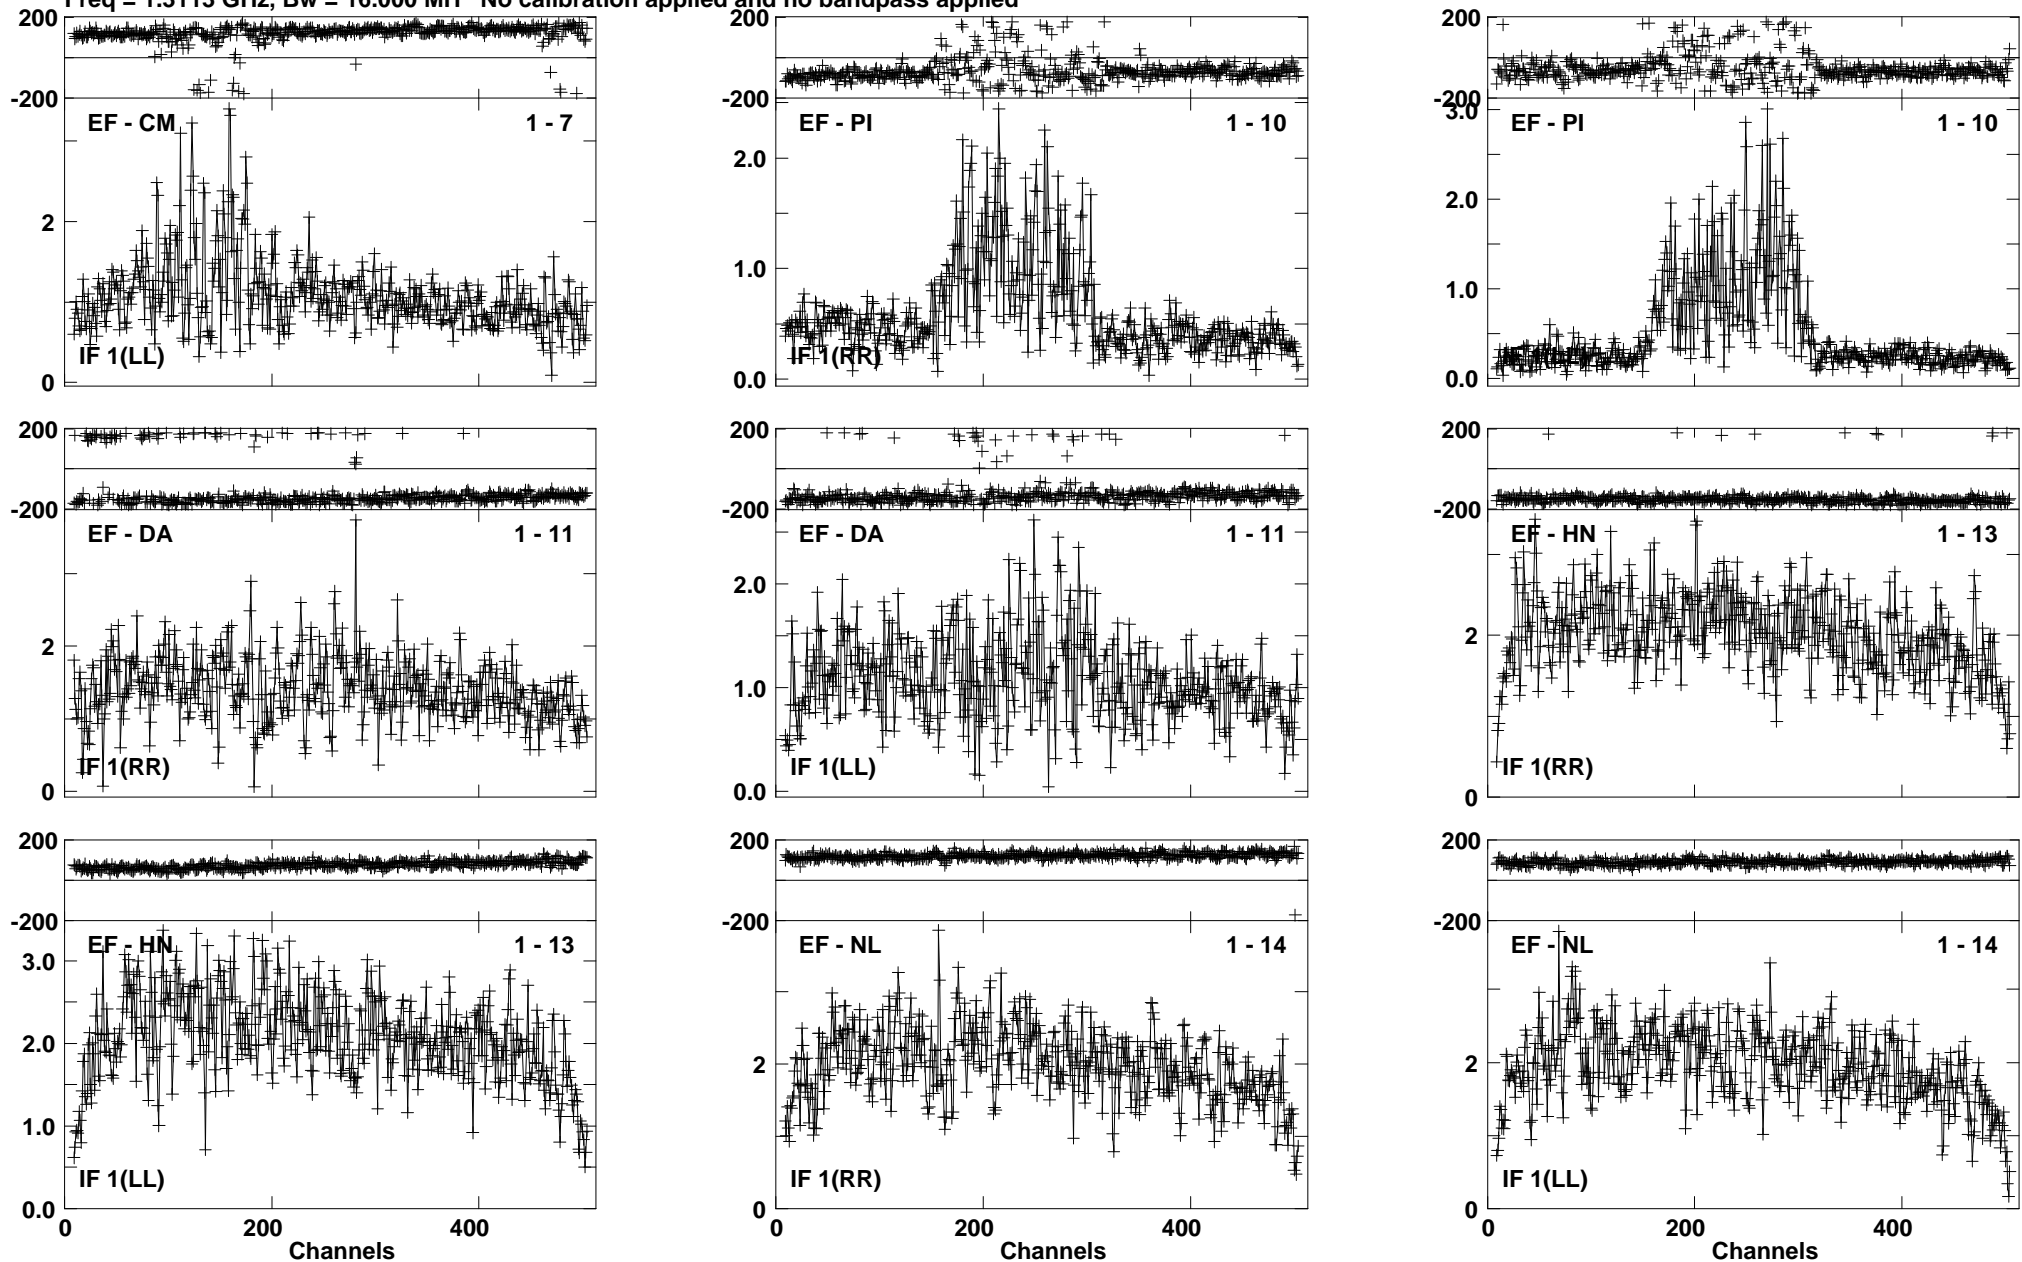 Freq = 1.3115 GHz, Bw = 16.000 MH No calibration applied and no bandpass applied
200 200 200
-200 -200 -200
EF - CM 1 - 7 EF - PI 1 - 10 EF - PI 1 - 10
3.0
2.0
2 2.0
1.0 1.0
IF 1(LL) IF 1(RR)
0 0.0 0.0
200 200 200
-200 -200 -200
EF - DA 1 - 11 EF - DA 1 - 11 EF - HN 1 - 13
2 2.0 2
1.0
IF 1(RR) IF 1(LL) IF 1(RR)
0 0.0 0
200 200 200
-200 -200 -200
EF - HN 1 - 13 EF - NL 1 - 14 EF - NL 1 - 14
3.0
2.0 2 2
1.0
IF 1(LL) IF 1(RR) IF 1(LL)
0.0 0 0
0 200 400 0 200 400
Channels Channels